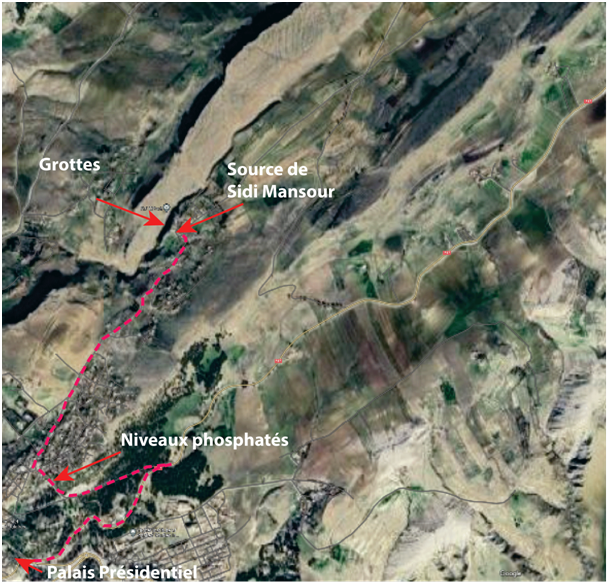 Grottes
Source de
Sidi Mansour
Niveaux phosphatés
Palais Présidentiel